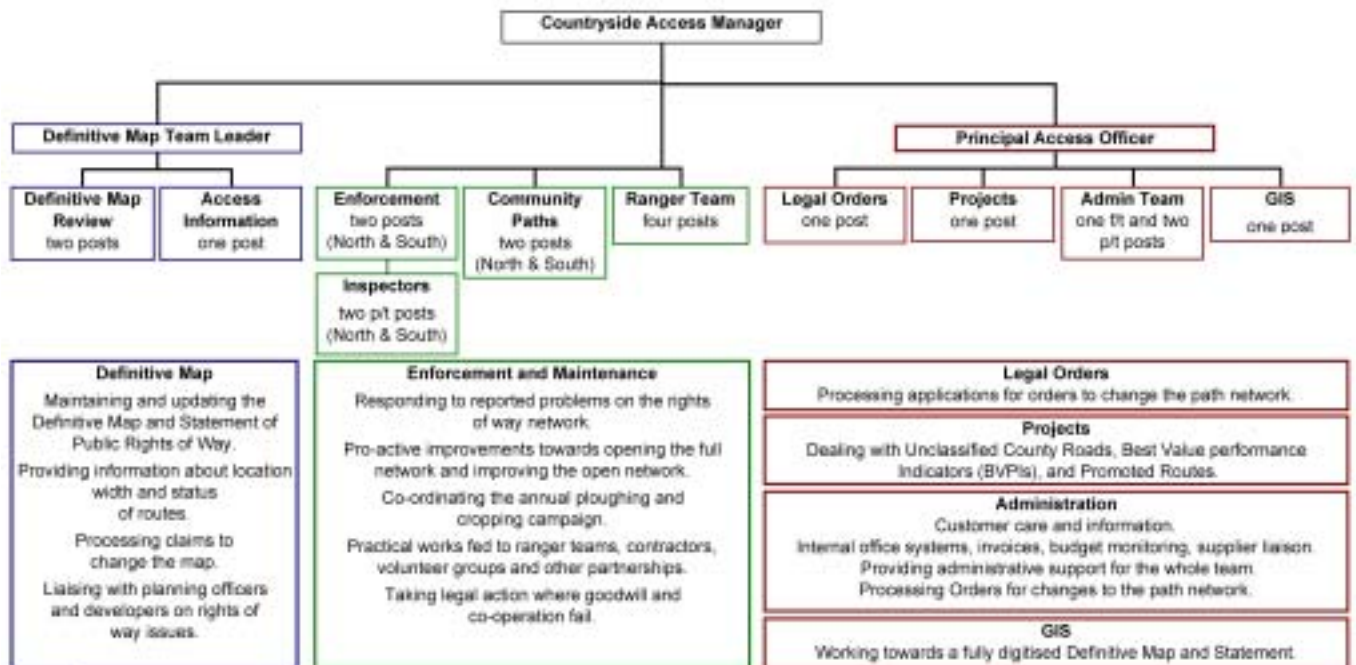 Countryside Access Manager
Definitive Map Team Leader
Principal Access Officer
Definitive Map
Review
two posts
Access
Information
one post
Enforcement
two posts
(North & South)
Community
Paths
two posts
(North & South)
Ranger Team
four posts
Legal Orders
one post
Projects
one post
Admin Team
one f/t and two
p/t posts
GIS
one post
Inspectors
two p/t posts
(North & South)
Definitive Map
Maintaining and updating the
Definitive Map and Statement of
Public Rights of Way.
Providing information about location
width and status
of routes.
Processing claims to
change the map.
Liaising with planning officers
and developers on rights of
way issues.
Enforcement and Maintenance
Responding to reported problems on the rights
of way network.
Pro-active improvements towards opening the full
network and improving the open network.
Co-ordinating the annual ploughing and
cropping campaign.
Practical works fed to ranger teams, contractors,
volunteer groups and other partnerships.
Taking legal action where goodwill and
co-operation fail.
Legal Orders
Processing applications for orders to change the path network.
Projects
Dealing with Unclassified County Roads, Best Value performance
Indicators (BVPIs), and Promoted Routes.
Administration
Customer care and information.
Internal office systems, invoices, budget monitoring, supplier liaison.
Providing administrative support for the whole team.
Processing Orders for changes to the path network.
GIS
Working towards a fully digitised Definitive Map and Statement